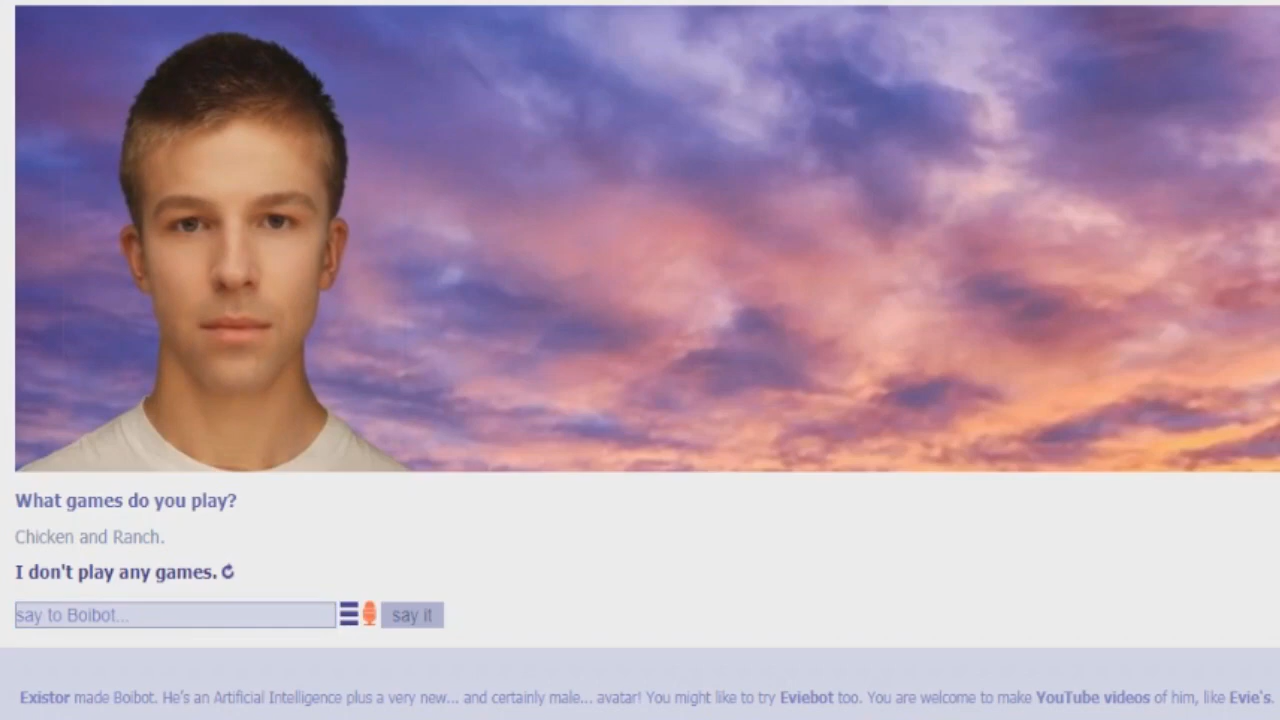 What games do you play?
Chicken and Ranch.
I don't play any games.
say to Boibot...
say it
Existor made Boibot. He's an Artificial Intelligence plus a very new... and certainly male... avatar! You might like to try Eviebot too. You are welcome to make YouTube videos of him, like Evie's.